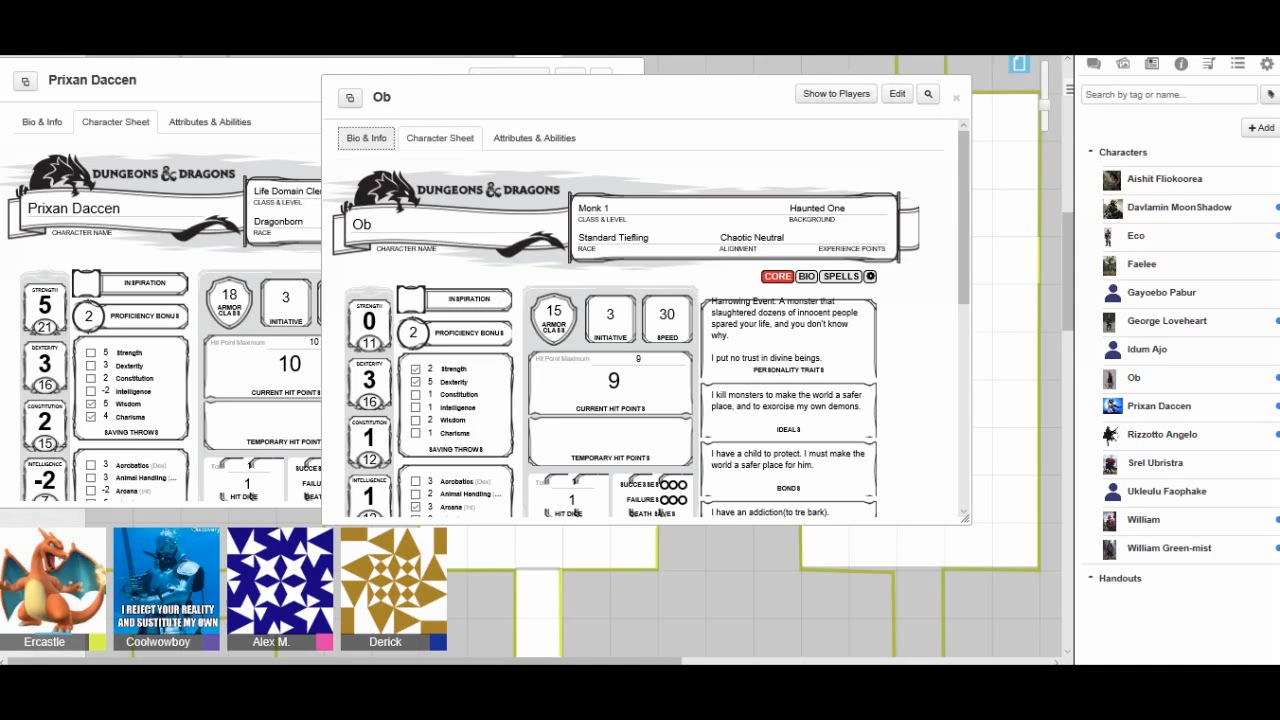 Prixan Daccen
Bio & Info
Character Sheet
Attributes & Abilities
DUNGEONS & DRAGONS
Prixan Daccen
CHARACTER NAME
Life Domain
CLASS & LEVEL
Dragonborn
RACE
STRENGTH
5
21
DEXTERITY
3
16
CONSTITUTION
2
15
INTELLIGENCE
-2
INSPIRATION
2 PROFICIENCY BONUS
5 Strength
3 Dexterity
2 Constitution
-2 Intelligence
5 Wisdom
4 Charisma
SAVING THROWS
3 Acrobatics (Dex)
3 Animal Handling (...
-2 Arcana (Int)
18
ARMOR
CLASS
3
INITIATIVE
Hit Point Maximum 10
10
CURRENT HIT POINTS
TEMPORARY HIT POINTS
1
1
HIT DICE
Ob
Show to Players
Edit
Bio & Info
Character Sheet
Attributes & Abilities
DUNGEONS & DRAGONS
Ob
CHARACTER NAME
Monk 1
CLASS & LEVEL
Haunted One
BACKGROUND
Standard Tiefling
RACE
Chaotic Neutral
ALIGNMENT
EXPERIENCE POINTS
CORE BIO SPELLS
STRENGTH
0
11
DEXTERITY
3
16
CONSTITUTION
1
12
INTELLIGENCE
1
INSPIRATION
2 PROFICIENCY BONUS
2 Strength
5 Dexterity
1 Constitution
1 Intelligence
2 Wisdom
1 Charisma
SAVING THROWS
3 Acrobatics (Dex)
2 Animal Handling (...
3 Arcana (Int)
15
ARMOR
CLASS
3
INITIATIVE
30
SPEED
Hit Point Maximum 9
9
CURRENT HIT POINTS
TEMPORARY HIT POINTS
1
1
HIT DICE
SUCCESSES
FAILURES
DEATH SAVES
Harrowing Event: A monster that
slaughtered dozens of innocent people
spared your life, and you don't know
why.
I put no trust in divine beings.
PERSONALITY TRAITS
I kill monsters to make the world a safer
place, and to exorcise my own demons.
IDEALS
I have a child to protect. I must make the
world a safer place for him.
BONDS
I have an addiction(to tre bark).
Search by tag or name...
+ Add
Characters
Aishit Fliokoorea
Davlamin MoonShadow
Eco
Faelee
Gayoebo Pabur
George Loveheart
Idum Ajo
Ob
Prixan Daccen
Rizzotto Angelo
Srel Ubristra
Ukleulu Faophake
William
William Green-mist
Handouts
I REJECT YOUR REALITY
AND SUSTITUTE MY OWN
Ercastle
Coolwowboy
Alex M.
Derick